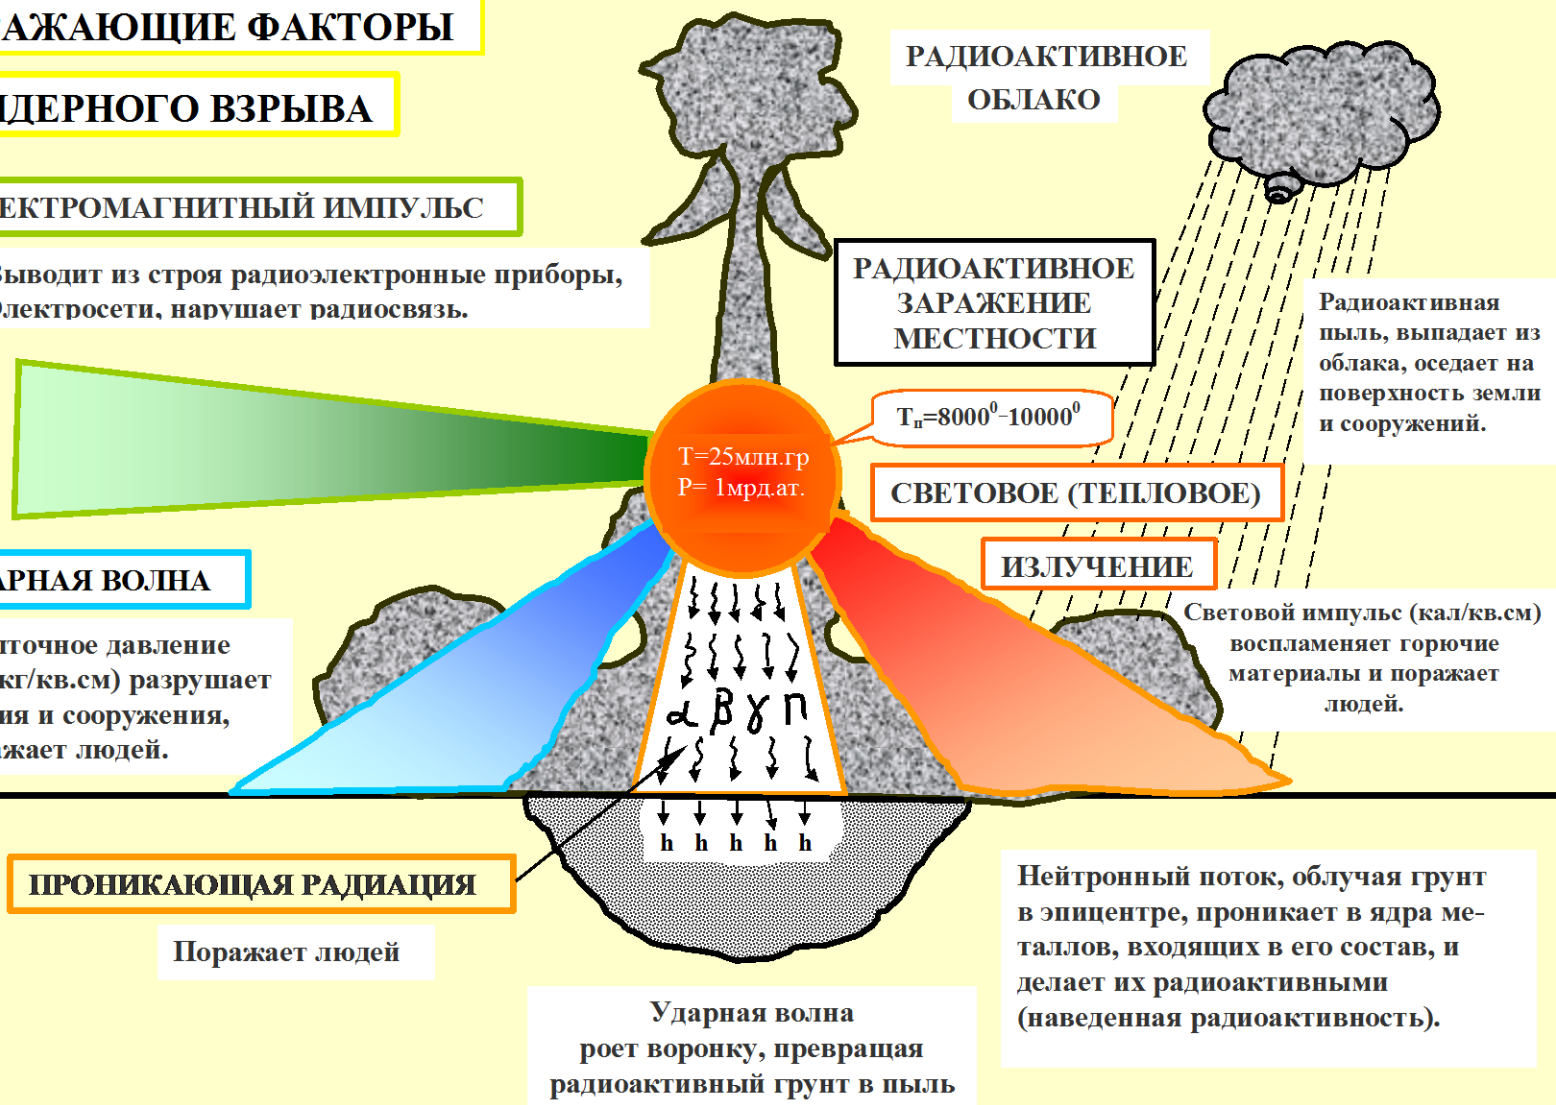 АЖАЮЩИЕ ФАКТОРЫ
ЯДЕРНОГО ВЗРЫВА
ЕКТРОМАГНИТНЫЙ ИМПУЛЬС
Выводит из строя радиоэлектронные приборы,
Электросети, нарушает радиосвязь.
РАДИОАКТИВНОЕ
ОБЛАКО
РАДИОАКТИВНОЕ
ЗАРАЖЕНИЕ
МЕСТНОСТИ
Радиоактивная
пыль, выпадает из
облака, оседает на
поверхность земли
и сооружений.
Тп=8000⁰-10000⁰
Т=25млн.гр
Р= 1мрд.ат.
СВЕТОВОЕ (ТЕПЛОВОЕ)
ИЗЛУЧЕНИЕ
Световой импульс (кал/кв.см)
воспламеняет горючие
материалы и поражает
людей.
АРНАЯ ВОЛНА
ыточное давление
кг/кв.см) разрушает
ия и сооружения,
ажает людей.
α β γ n
h h h h h
ПРОНИКАЮЩАЯ РАДИАЦИЯ
Поражает людей
Ударная волна
роет воронку, превращая
радиоактивный грунт в пыль
Нейтронный поток, облучая грунт
в эпицентре, проникает в ядра ме-
таллов, входящих в его состав, и
делает их радиоактивными
(наведенная радиоактивность).